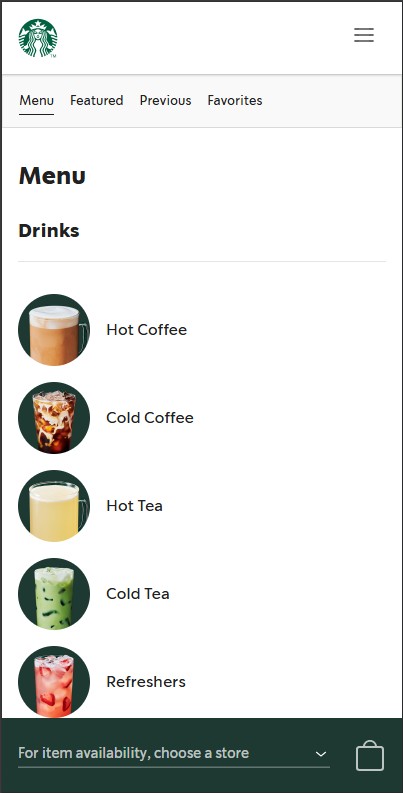 TM
Menu Featured Previous Favorites
Menu
Drinks
Hot Coffee
Cold Coffee
Hot Tea
Cold Tea
Refreshers
For item availability, choose a store